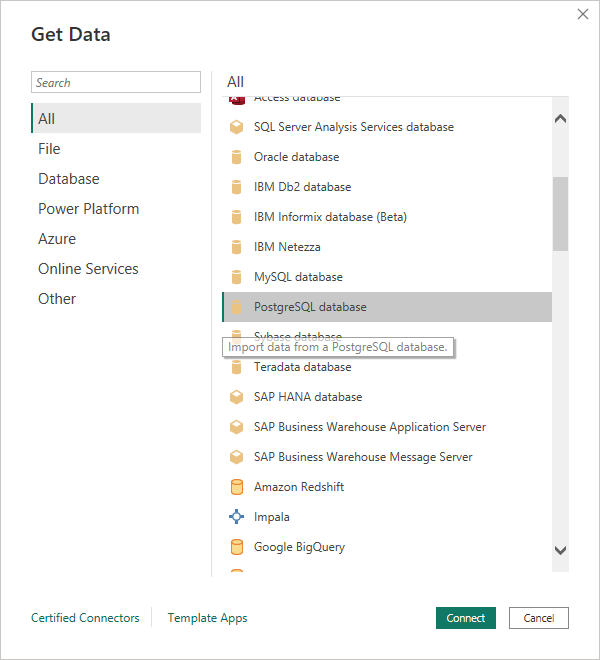 Get Data
Search
All
File
Database
Power Platform
Azure
Online Services
Other
All
Access database
SQL Server Analysis Services database
Oracle database
IBM Db2 database
IBM Informix database (Beta)
IBM Netezza
MySQL database
PostgreSQL database
Sybase database
Import data from a PostgreSQL database.
Teradata database
SAP HANA database
SAP Business Warehouse Application Server
SAP Business Warehouse Message Server
Amazon Redshift
Impala
Google BigQuery
Certified Connectors
Template Apps
Connect
Cancel